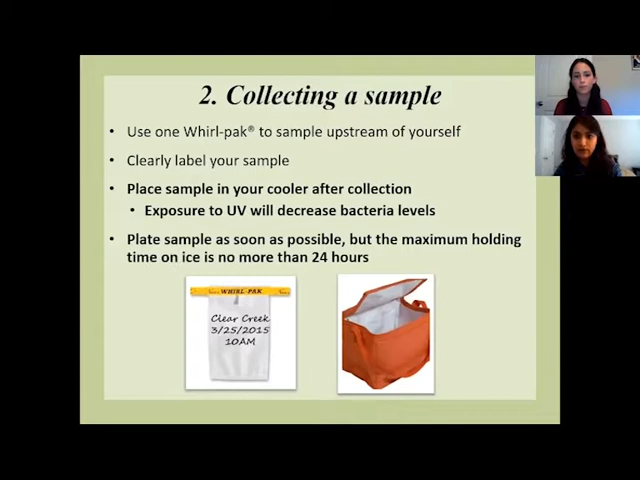 2. Collecting a sample
• Use one Whirl-pak® to sample upstream of yourself
• Clearly label your sample
• Place sample in your cooler after collection
• Exposure to UV will decrease bacteria levels
• Plate sample as soon as possible, but the maximum holding
time on ice is no more than 24 hours
WHIRL-PAK
Clear Creek
3/25/2015
10AM